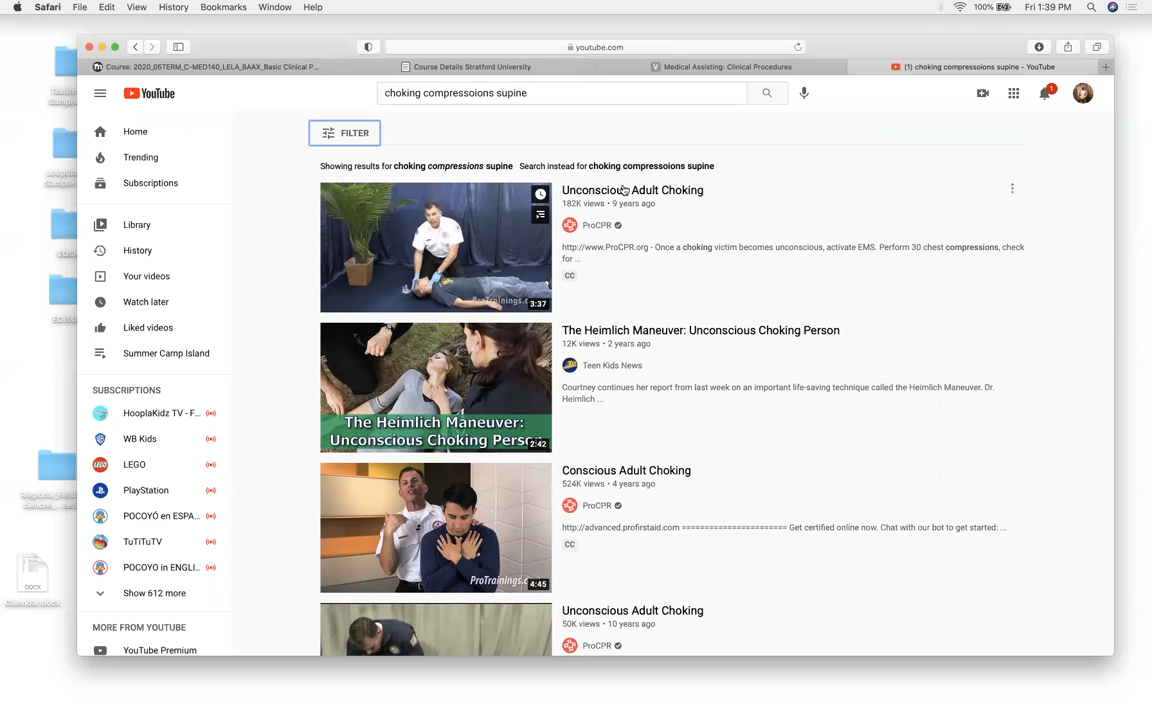 Safari File Edit View History Bookmarks Window Help 100% Fri 1:39 PM
youtube.com
Course: 2020_05TERM_C-MED140_LELA_BAAX_Basic Clinical P...
Course Details Stratford University
Medical Assisting: Clinical Procedures
(1) choking compressoions supine - YouTube
YouTube
choking compressoions supine
1
Home
Trending
Subscriptions
Library
History
Your videos
Watch later
Liked videos
Summer Camp Island
SUBSCRIPTIONS
HooplaKidz TV - F...
WB Kids
LEGO
PlayStation
POCOYÓ en ESPA...
TuTiTuTV
POCOYO in ENGLI...
Show 612 more
MORE FROM YOUTUBE
YouTube Premium
FILTER
Showing results for choking compressions supine Search instead for choking compressoions supine
ProTrainings.c
3:37
Unconscious Adult Choking
182K views • 9 years ago
ProCPR
http://www.ProCPR.org - Once a choking victim becomes unconscious, activate EMS. Perform 30 chest compressions, check
for ...
CC
The Heimlich Maneuver:
Unconscious Choking Person
2:42
The Heimlich Maneuver: Unconscious Choking Person
12K views • 2 years ago
Teen Kids News
Courtney continues her report from last week on an important life-saving technique called the Heimlich Maneuver. Dr.
Heimlich ...
ProTrainings.c
4:45
Conscious Adult Choking
524K views • 4 years ago
ProCPR
http://advanced.profirstaid.com ======================= Get certified online now. Chat with our bot to get started: ...
CC
Unconscious Adult Choking
50K views • 10 years ago
ProCPR
DOCX
Calendar.docx